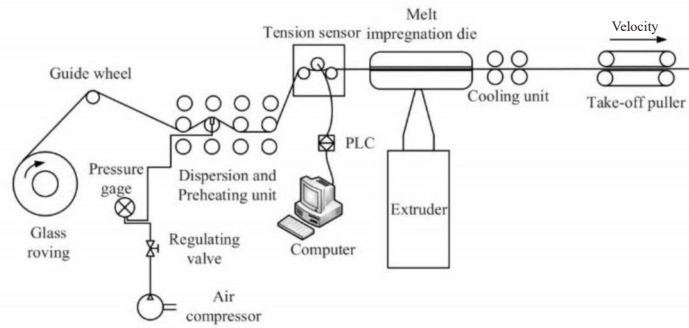 Melt
impregnation die
Tension sensor
Velocity
Guide wheel
Cooling unit
Take-off puller
PLC
Pressure
gage
Dispersion and
Preheating unit
Extruder
Glass
roving
Regulating
valve
Computer
Air
compressor